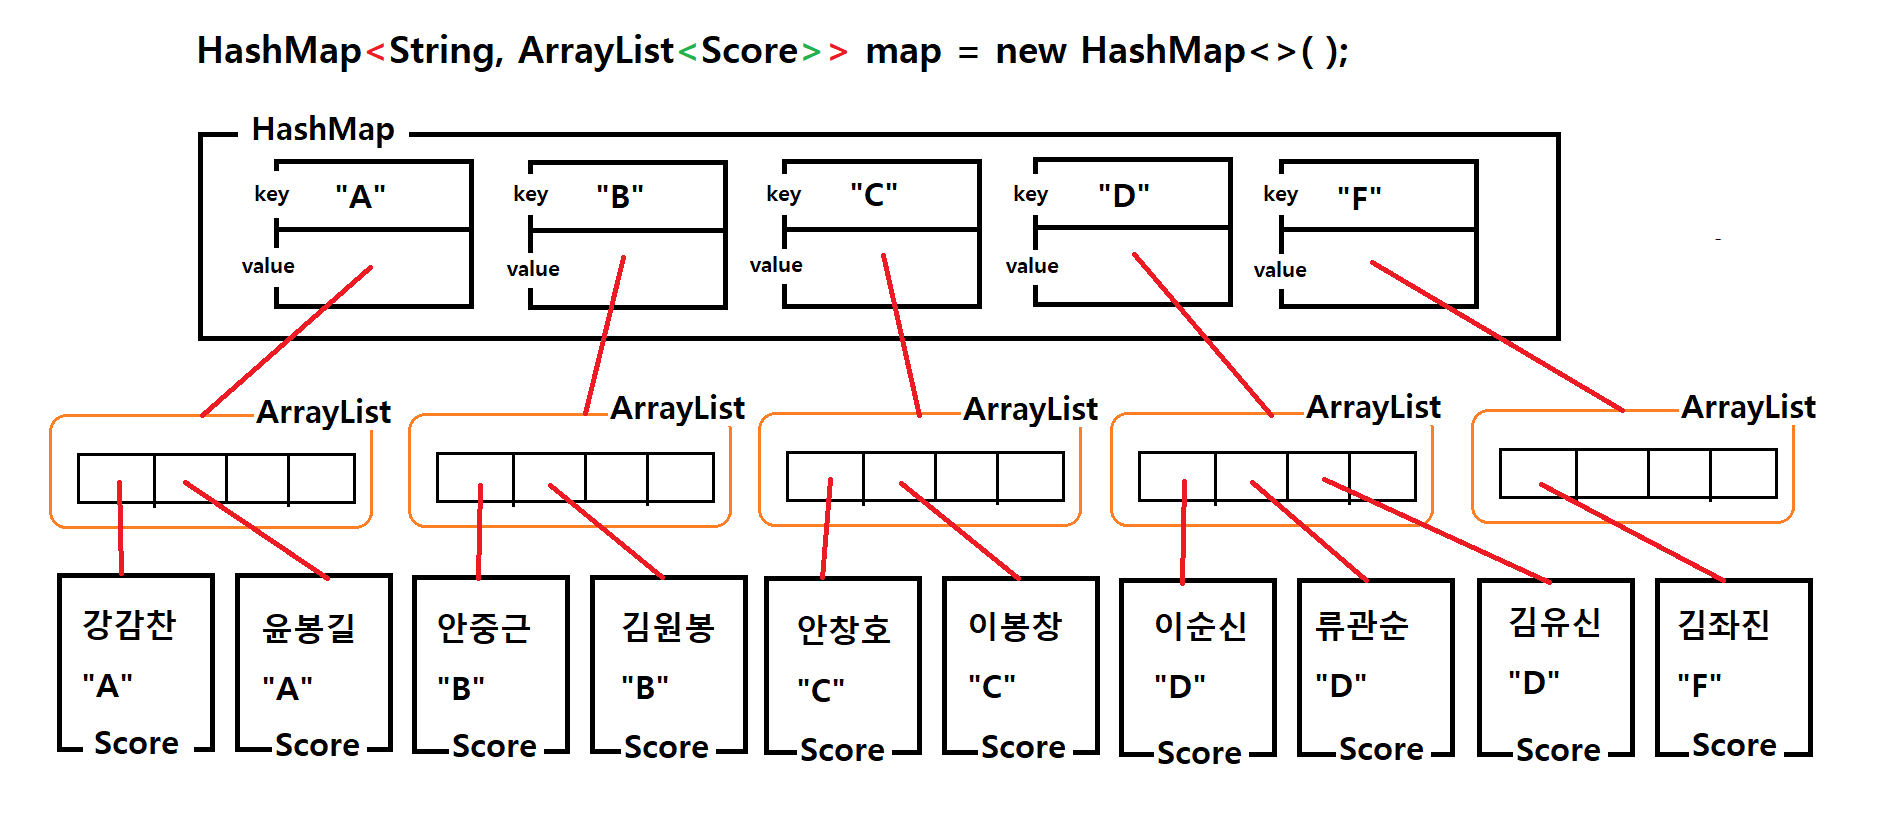 HashMap<String, ArrayList<Score>> map = new HashMap<>( );
HashMap
key "A" key "B" key "C" key "D" key "F"
value value value value value
ArrayList ArrayList ArrayList ArrayList ArrayList
강감찬 윤봉길 안중근 김원봉 안창호 이봉창 이순신 류관순 김유신 김좌진
"A" "A" "B" "B" "C" "C" "D" "D" "D" "F"
Score Score Score Score Score Score Score Score Score Score